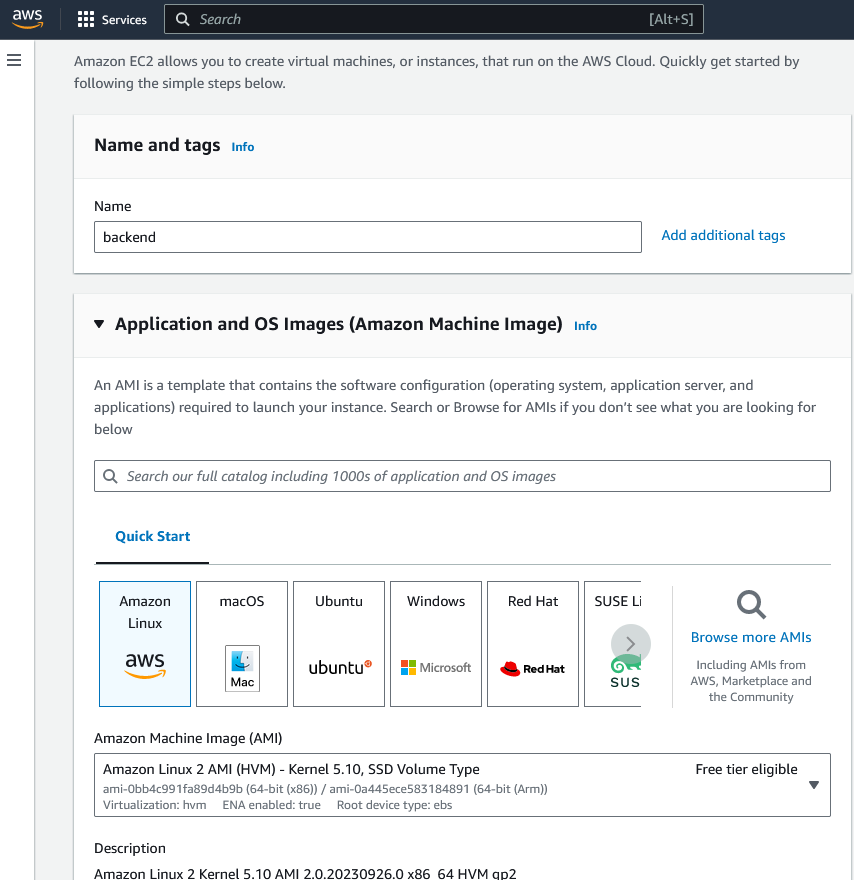 aws Services Search [Alt+S]
Amazon EC2 allows you to create virtual machines, or instances, that run on the AWS Cloud. Quickly get started by
following the simple steps below.
Name and tags Info
Name
backend Add additional tags
Application and OS Images (Amazon Machine Image) Info
An AMI is a template that contains the software configuration (operating system, application server, and
applications) required to launch your instance. Search or Browse for AMIs if you don't see what you are looking for
below
Search our full catalog including 1000s of application and OS images
Quick Start
Amazon
Linux
aws
macOS
Mac
Ubuntu
ubuntu
Windows
Microsoft
Red Hat
Red Hat
SUSE Li
SUS
Browse more AMIs
Including AMIs from
AWS, Marketplace and
the Community
Amazon Machine Image (AMI)
Amazon Linux 2 AMI (HVM) - Kernel 5.10, SSD Volume Type Free tier eligible
ami-0bb4c991fa89d4b9b (64-bit (x86)) / ami-0a445ece583184891 (64-bit (Arm))
Virtualization: hvm ENA enabled: true Root device type: ebs
Description
Amazon Linux 2 Kernel 5.10 AMI 2.0.20230926.0 x86_64 HVM gp2